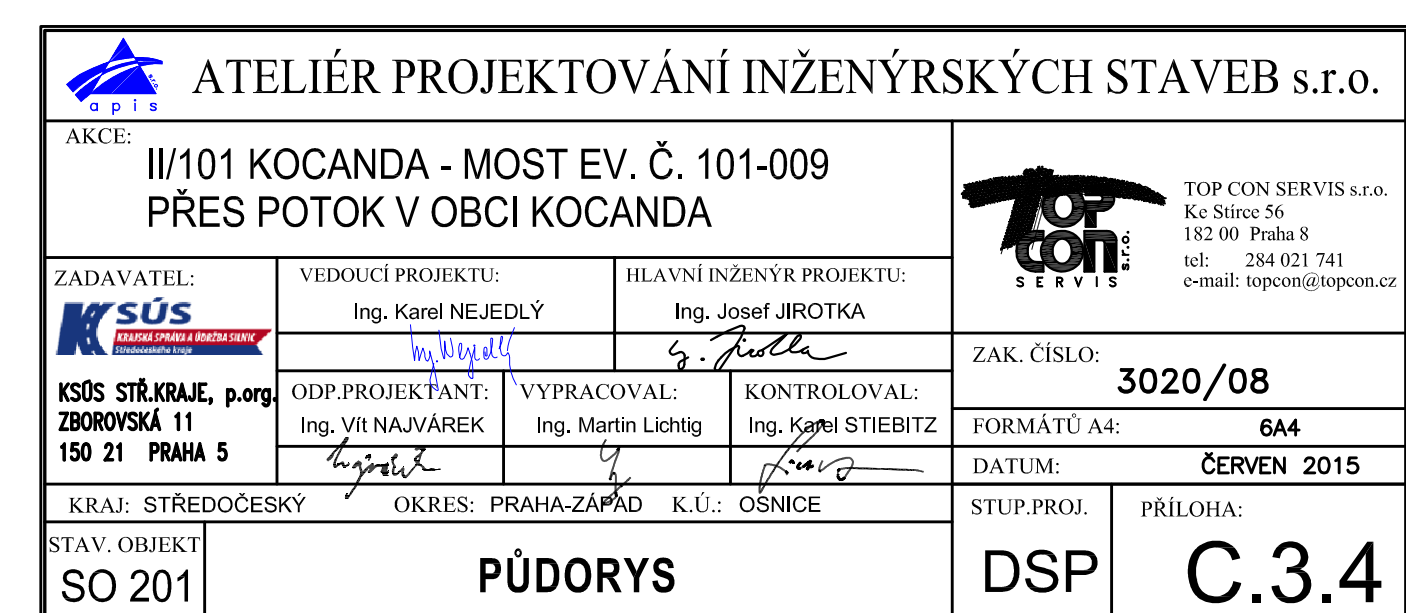 apis s.r.o.
ATELIÉR PROJEKTOVÁNÍ INŽENÝRSKÝCH STAVEB s.r.o.
AKCE:
II/101 KOCANDA - MOST EV. Č. 101-009
PŘES POTOK V OBCI KOCANDA
TOP
CON s.r.o.
SERVIS
TOP CON SERVIS s.r.o.
Ke Stírce 56
182 00 Praha 8
tel: 284 021 741
e-mail: topcon@topcon.cz
ZADAVATEL:
KSÚS
KRAJSKÁ SPRÁVA A ÚDRŽBA SILNIC
Středočeského kraje
KSÚS STŘ.KRAJE, p.org.
ZBOROVSKÁ 11
150 21 PRAHA 5
VEDOUCÍ PROJEKTU:
Ing. Karel NEJEDLÝ
Ing. Nejedlý
HLAVNÍ INŽENÝR PROJEKTU:
Ing. Josef JIROTKA
ODP.PROJEKTANT:
Ing. Vít NAJVÁREK
VYPRACOVAL:
Ing. Martin Lichtig
KONTROLOVAL:
Ing. Karel STIEBITZ
ZAK. ČÍSLO:
3020/08
FORMÁTŮ A4: 6A4
DATUM: ČERVEN 2015
KRAJ: STŘEDOČESKÝ OKRES: PRAHA-ZÁPAD K.Ú.: OSNICE
STUP.PROJ.
DSP
PŘÍLOHA:
C.3.4
STAV. OBJEKT
SO 201
PŮDORYS